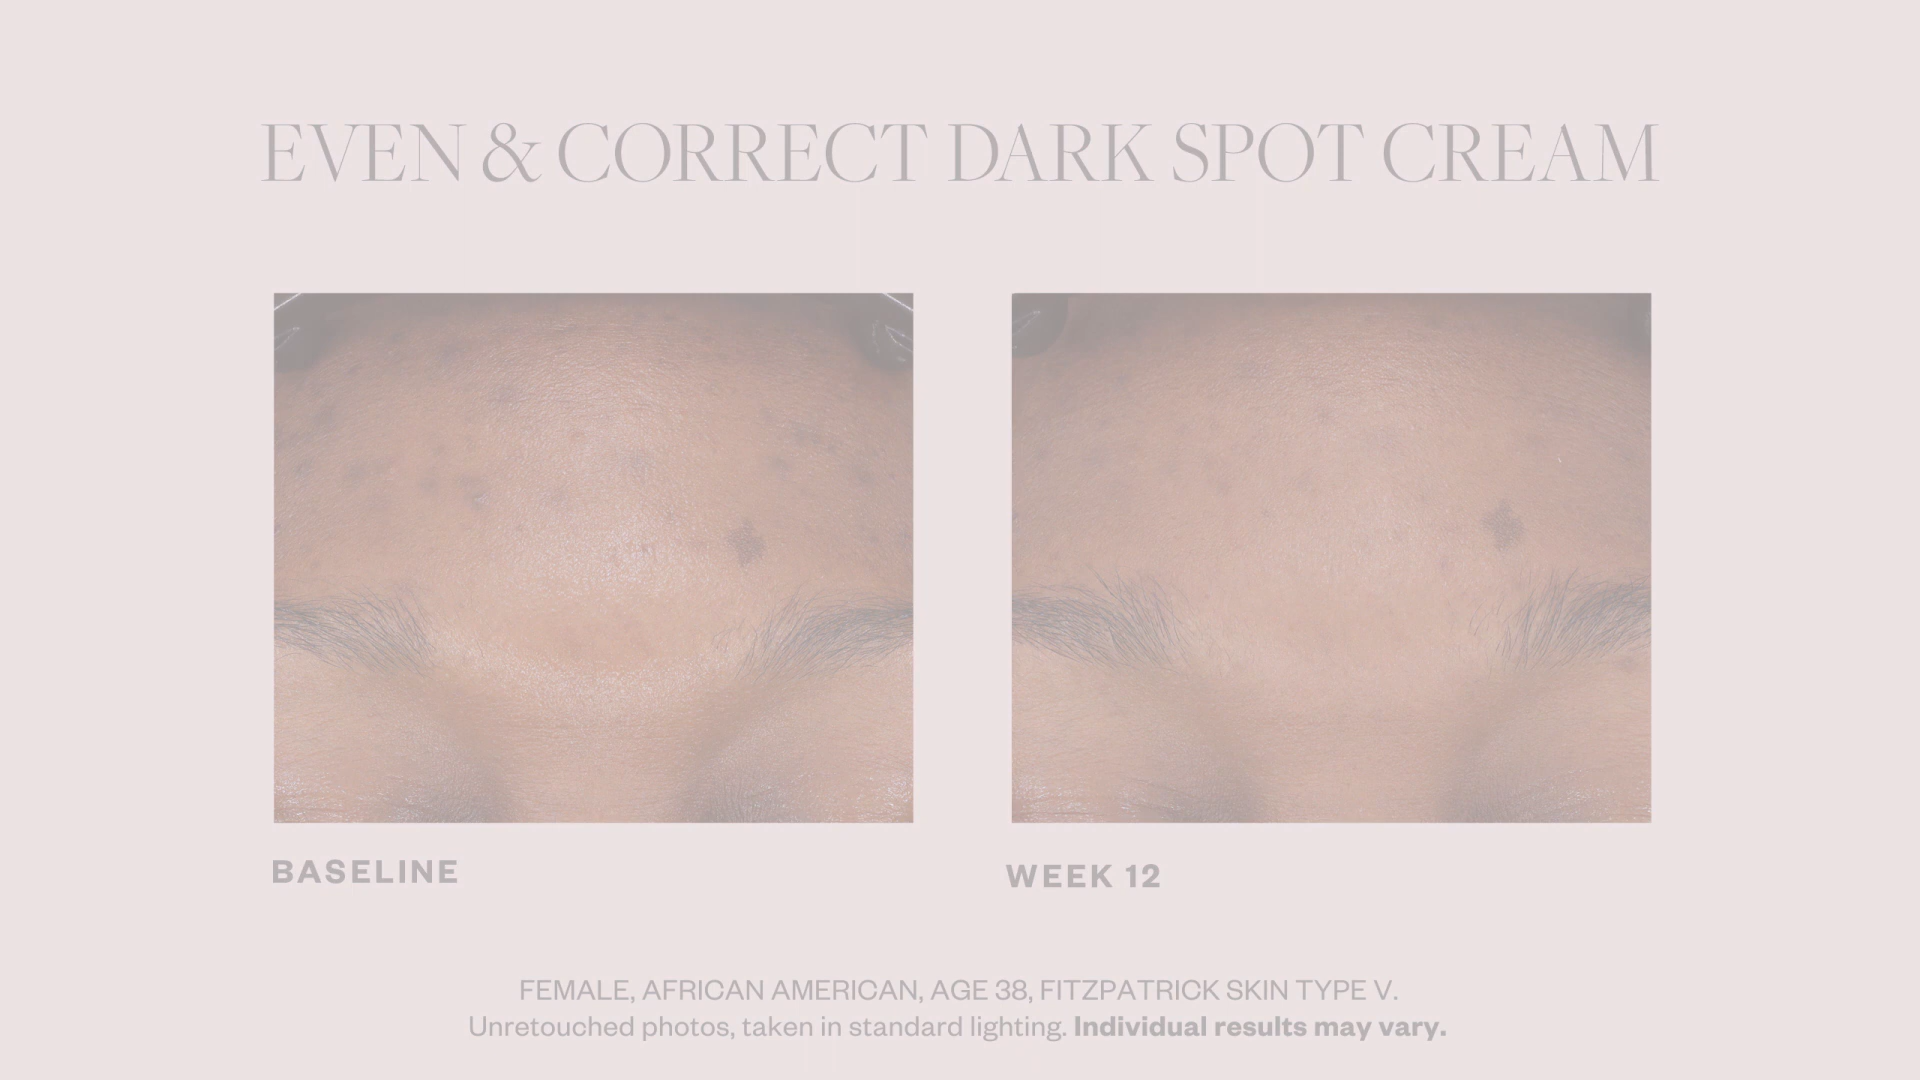 EVEN & CORRECT DARK SPOT CREAM
BASELINE
WEEK 12
FEMALE, AFRICAN AMERICAN, AGE 38, FITZPATRICK SKIN TYPE V.
Unretouched photos, taken in standard lighting. Individual results may vary.